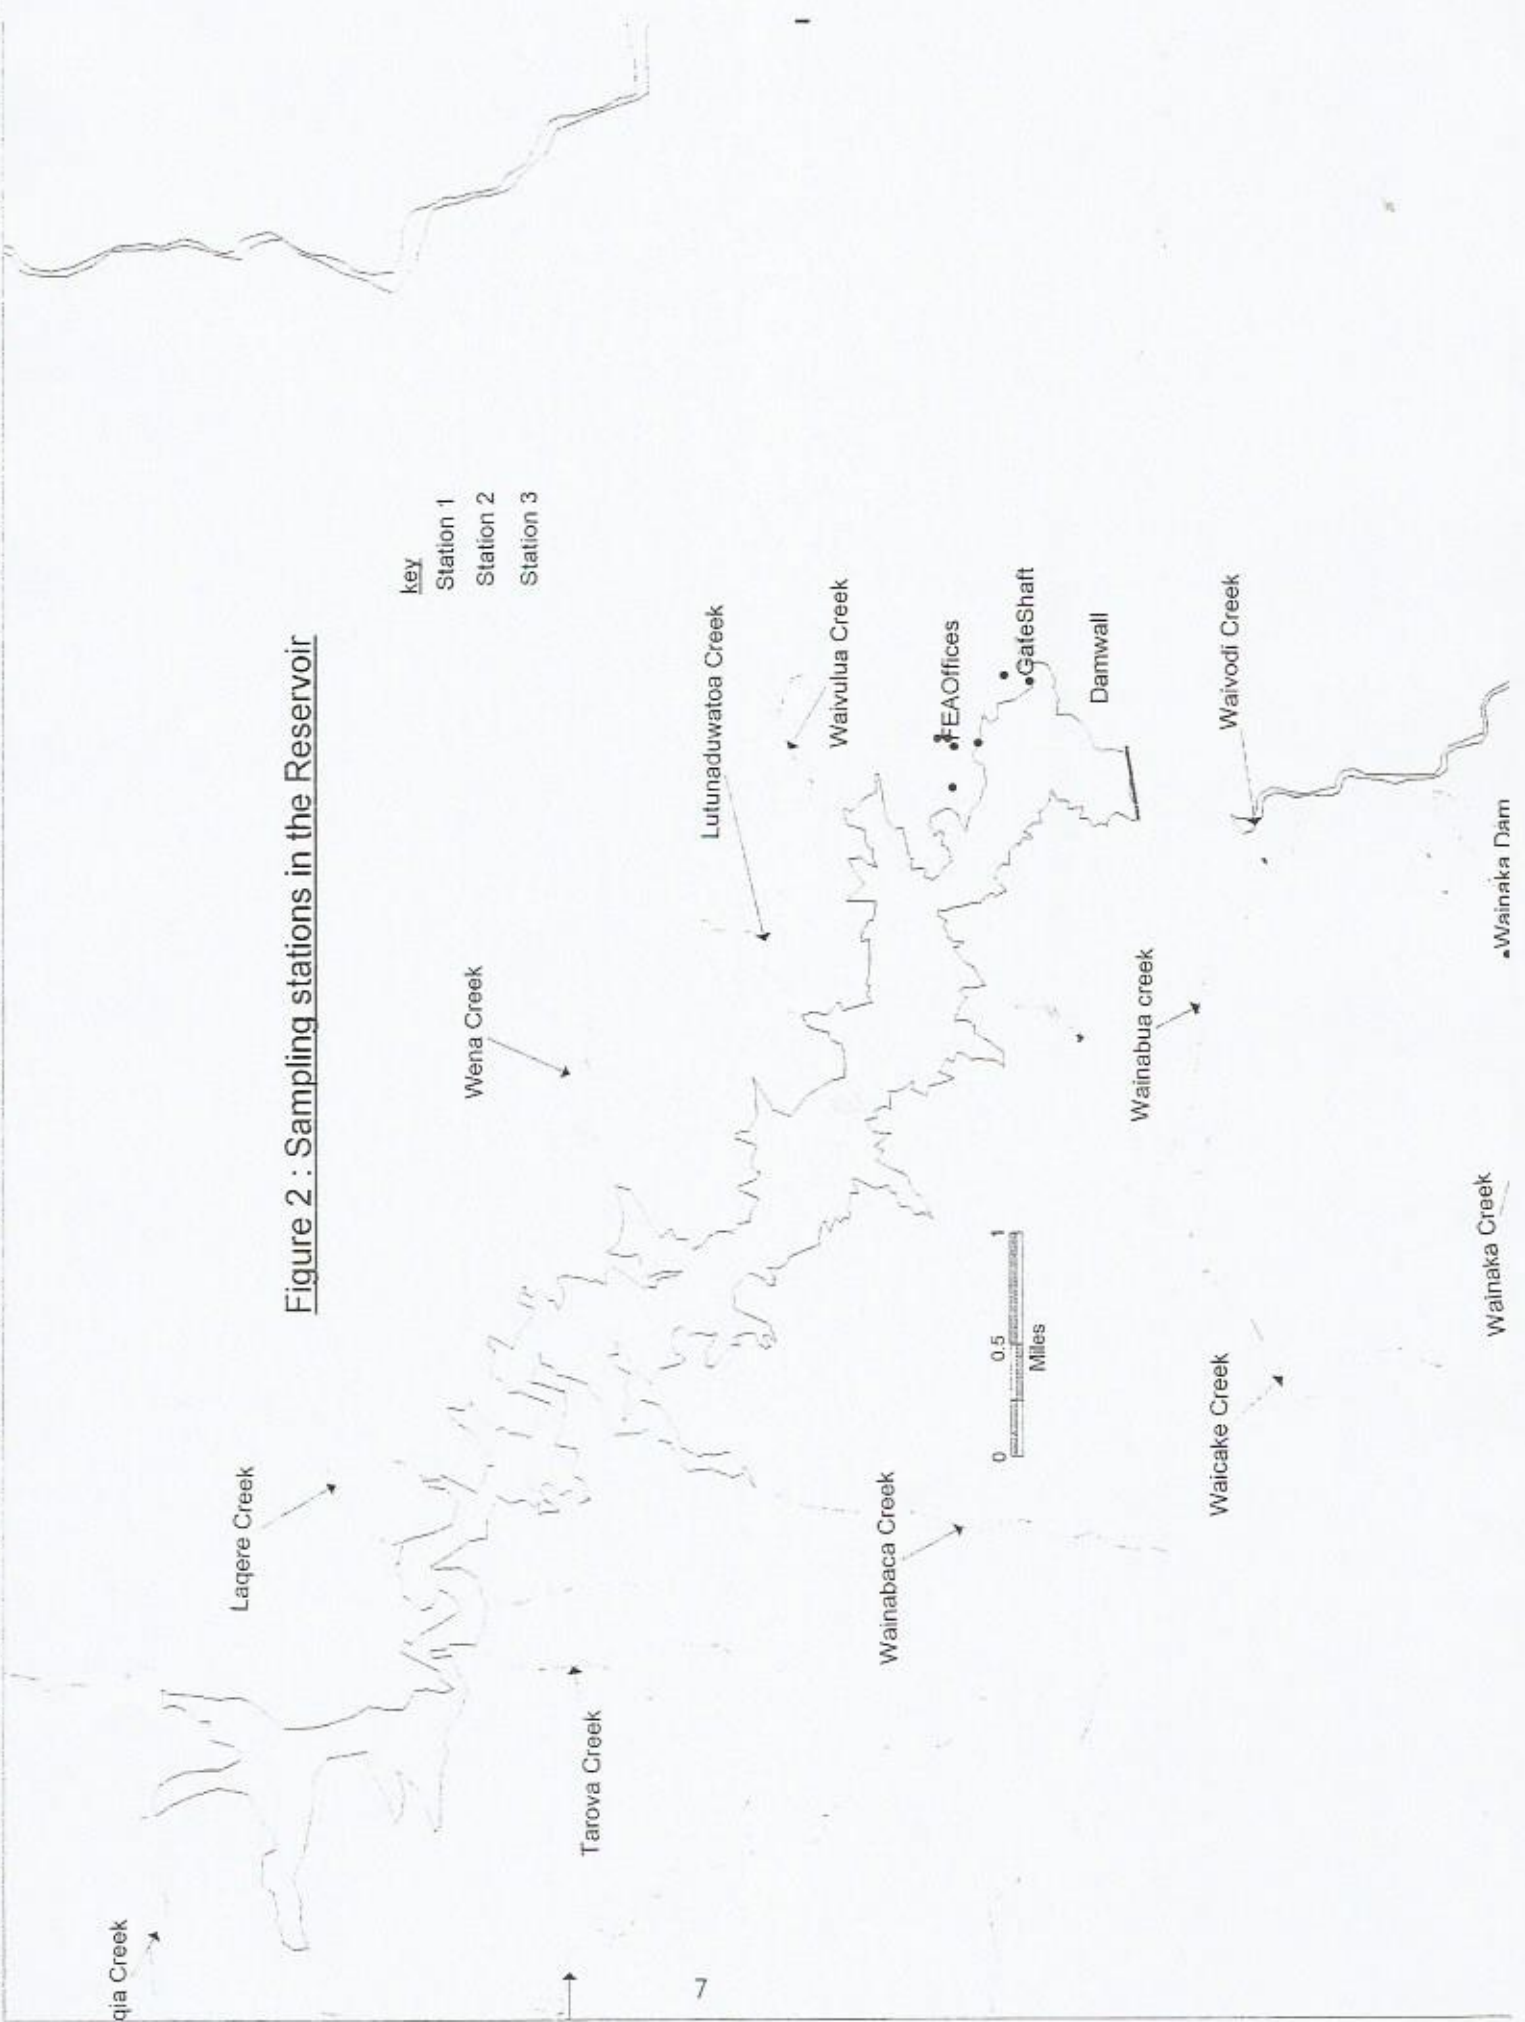 Figure 2 : Sampling stations in the Reservoir
key
Station 1
Station 2
Station 3
qia Creek
Laqere Creek
Wena Creek
Tarova Creek
Lutunaduwatoa Creek
Waivulua Creek
FEAOffices
GateShaft
Damwall
Wainabaca Creek
0 0.5 1
Miles
Wainabua creek
Waivodi Creek
Waicake Creek
Wainaka Creek
Wainaka Dam
7